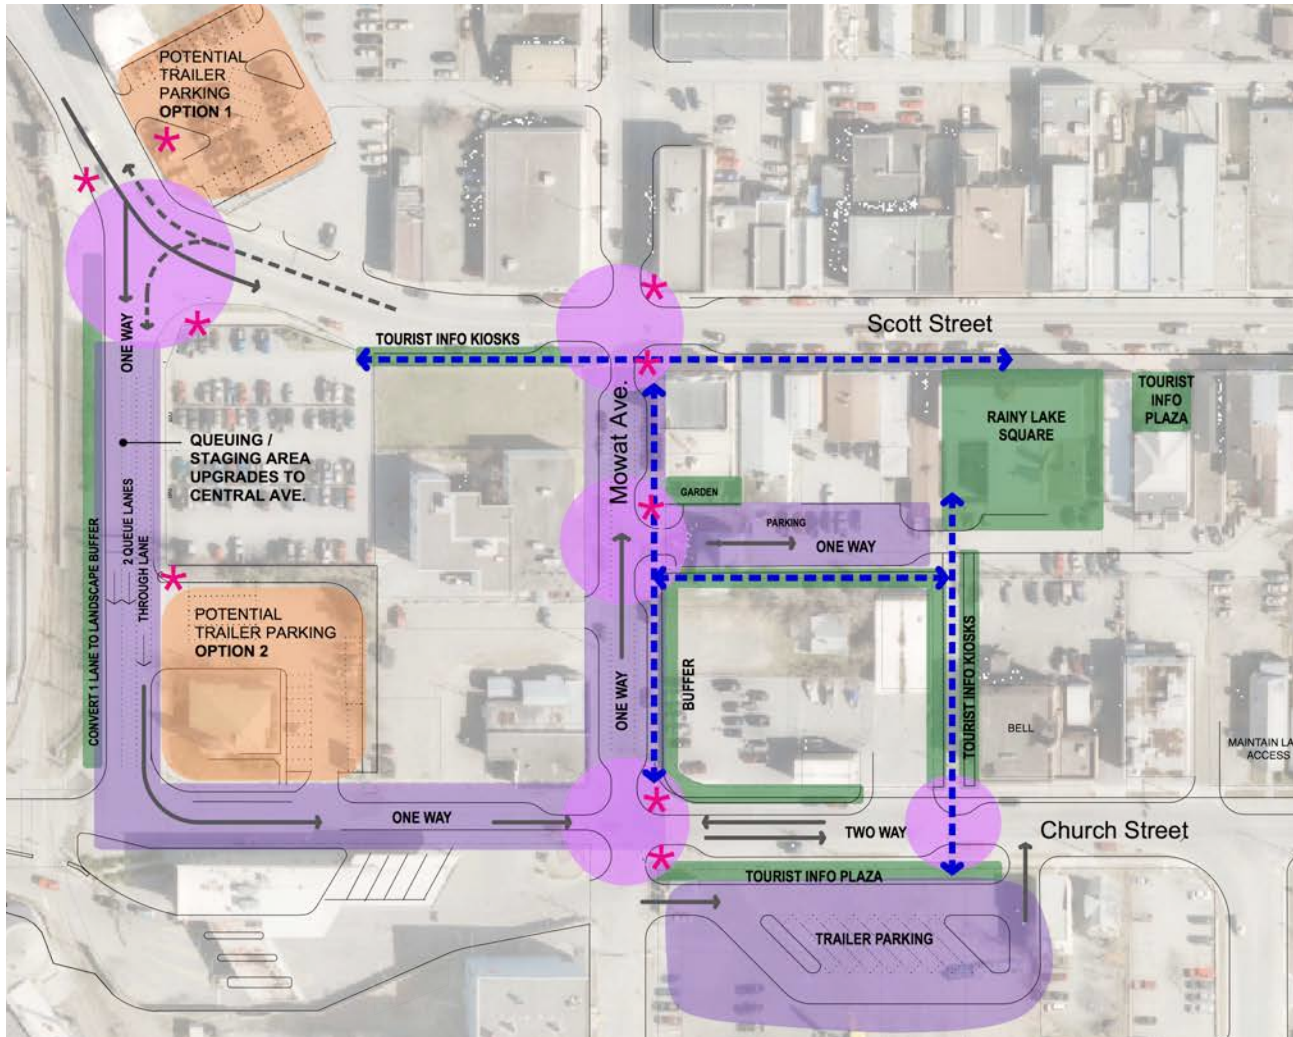 POTENTIAL
TRAILER
PARKING
OPTION 1
Scott Street
TOURIST INFO KIOSKS
ONE WAY
Mowat Ave.
TOURIST
INFO
PLAZA
RAINY LAKE
SQUARE
QUEUING /
STAGING AREA
UPGRADES TO
CENTRAL AVE.
GARDEN
PARKING
ONE WAY
CONVERT 1 LANE TO LANDSCAPE BUFFER
2 QUEUE LANES
THROUGH LANE
POTENTIAL
TRAILER PARKING
OPTION 2
ONE WAY
BUFFER
TOURIST INFO KIOSKS
BELL
MAINTAIN LA
ACCESS
ONE WAY
TWO WAY
Church Street
TOURIST INFO PLAZA
TRAILER PARKING